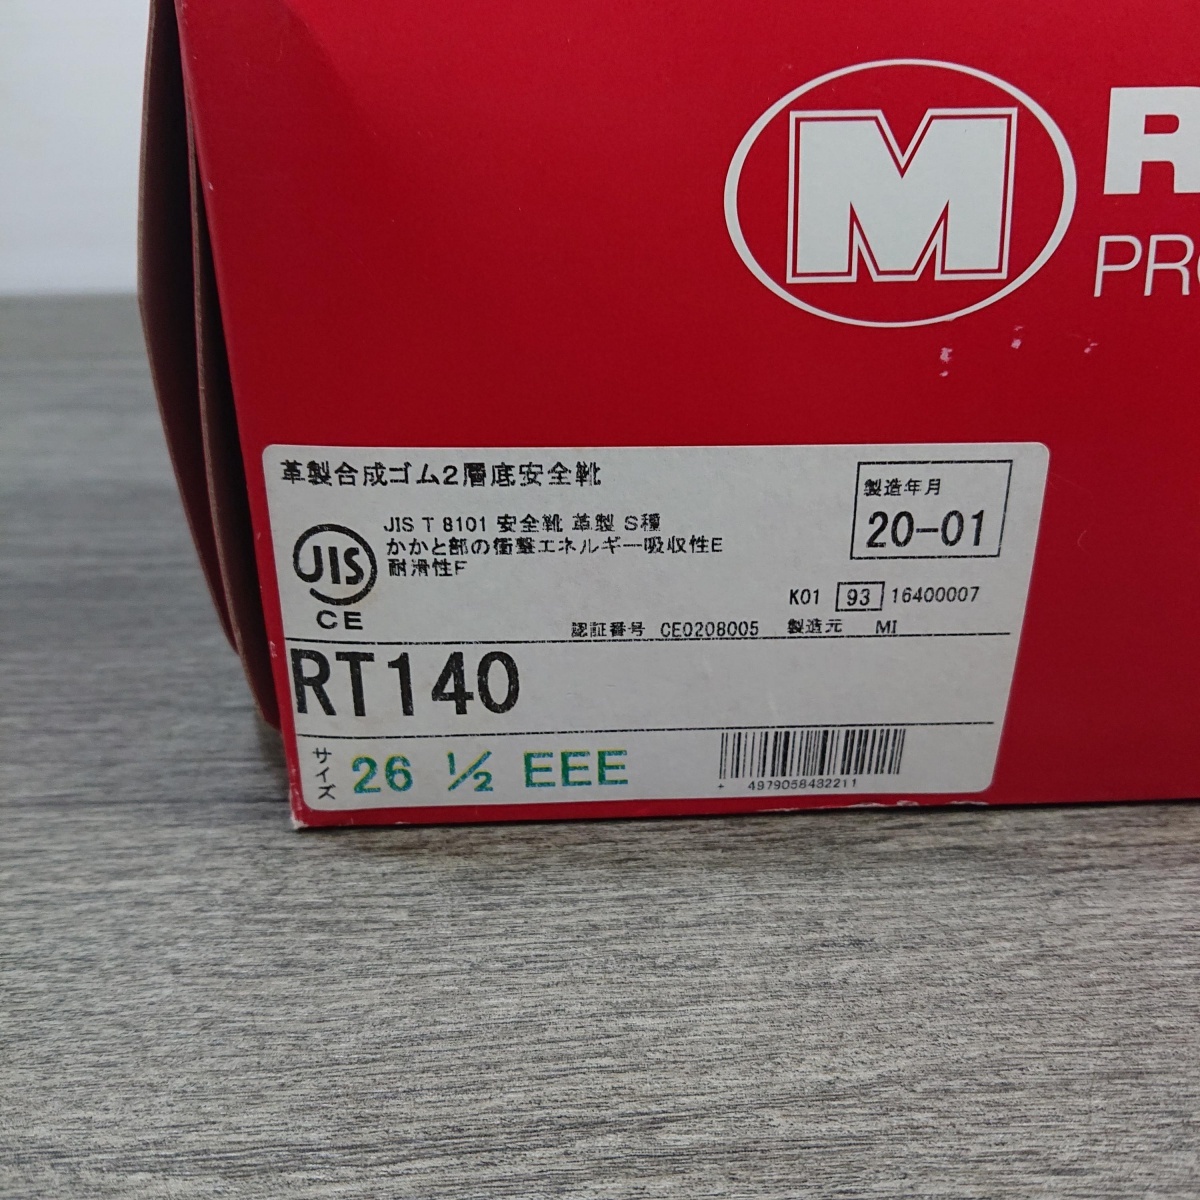 M
R
PRO
革製合成ゴム2層底安全靴
製造年月
20-01
JIS T 8101 安全靴 革製 S種
かかと部の衝撃エネルギー吸収性E
耐滑性F
JIS
CE
K01 93 16400007
認証番号 CE0208005 製造元 MI
RT140
サイズ 26 1/2 EEE
4979058432211